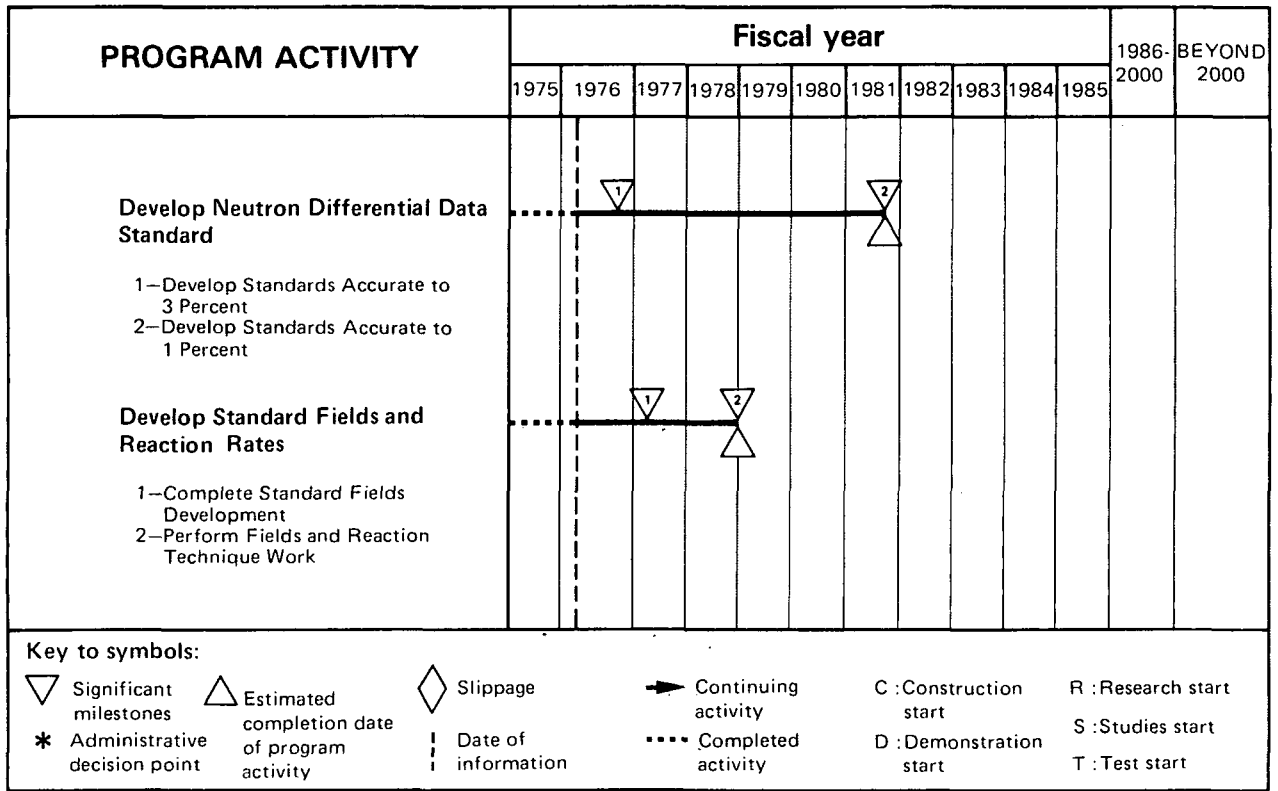 PROGRAM ACTIVITY
Fiscal year
1975 1976 1977 1978 1979 1980 1981 1982 1983 1984 1985
1986-
2000
BEYOND
2000
Develop Neutron Differential Data
Standard
1 2
1—Develop Standards Accurate to
3 Percent
2—Develop Standards Accurate to
1 Percent
Develop Standard Fields and
Reaction Rates
1 2
1—Complete Standard Fields
Development
2—Perform Fields and Reaction
Technique Work
Key to symbols:
Significant
milestones
* Administrative
decision point
Estimated
completion date
of program
activity
Slippage
Date of
information
Continuing
activity
Completed
activity
C : Construction
start
D : Demonstration
start
R : Research start
S : Studies start
T : Test start